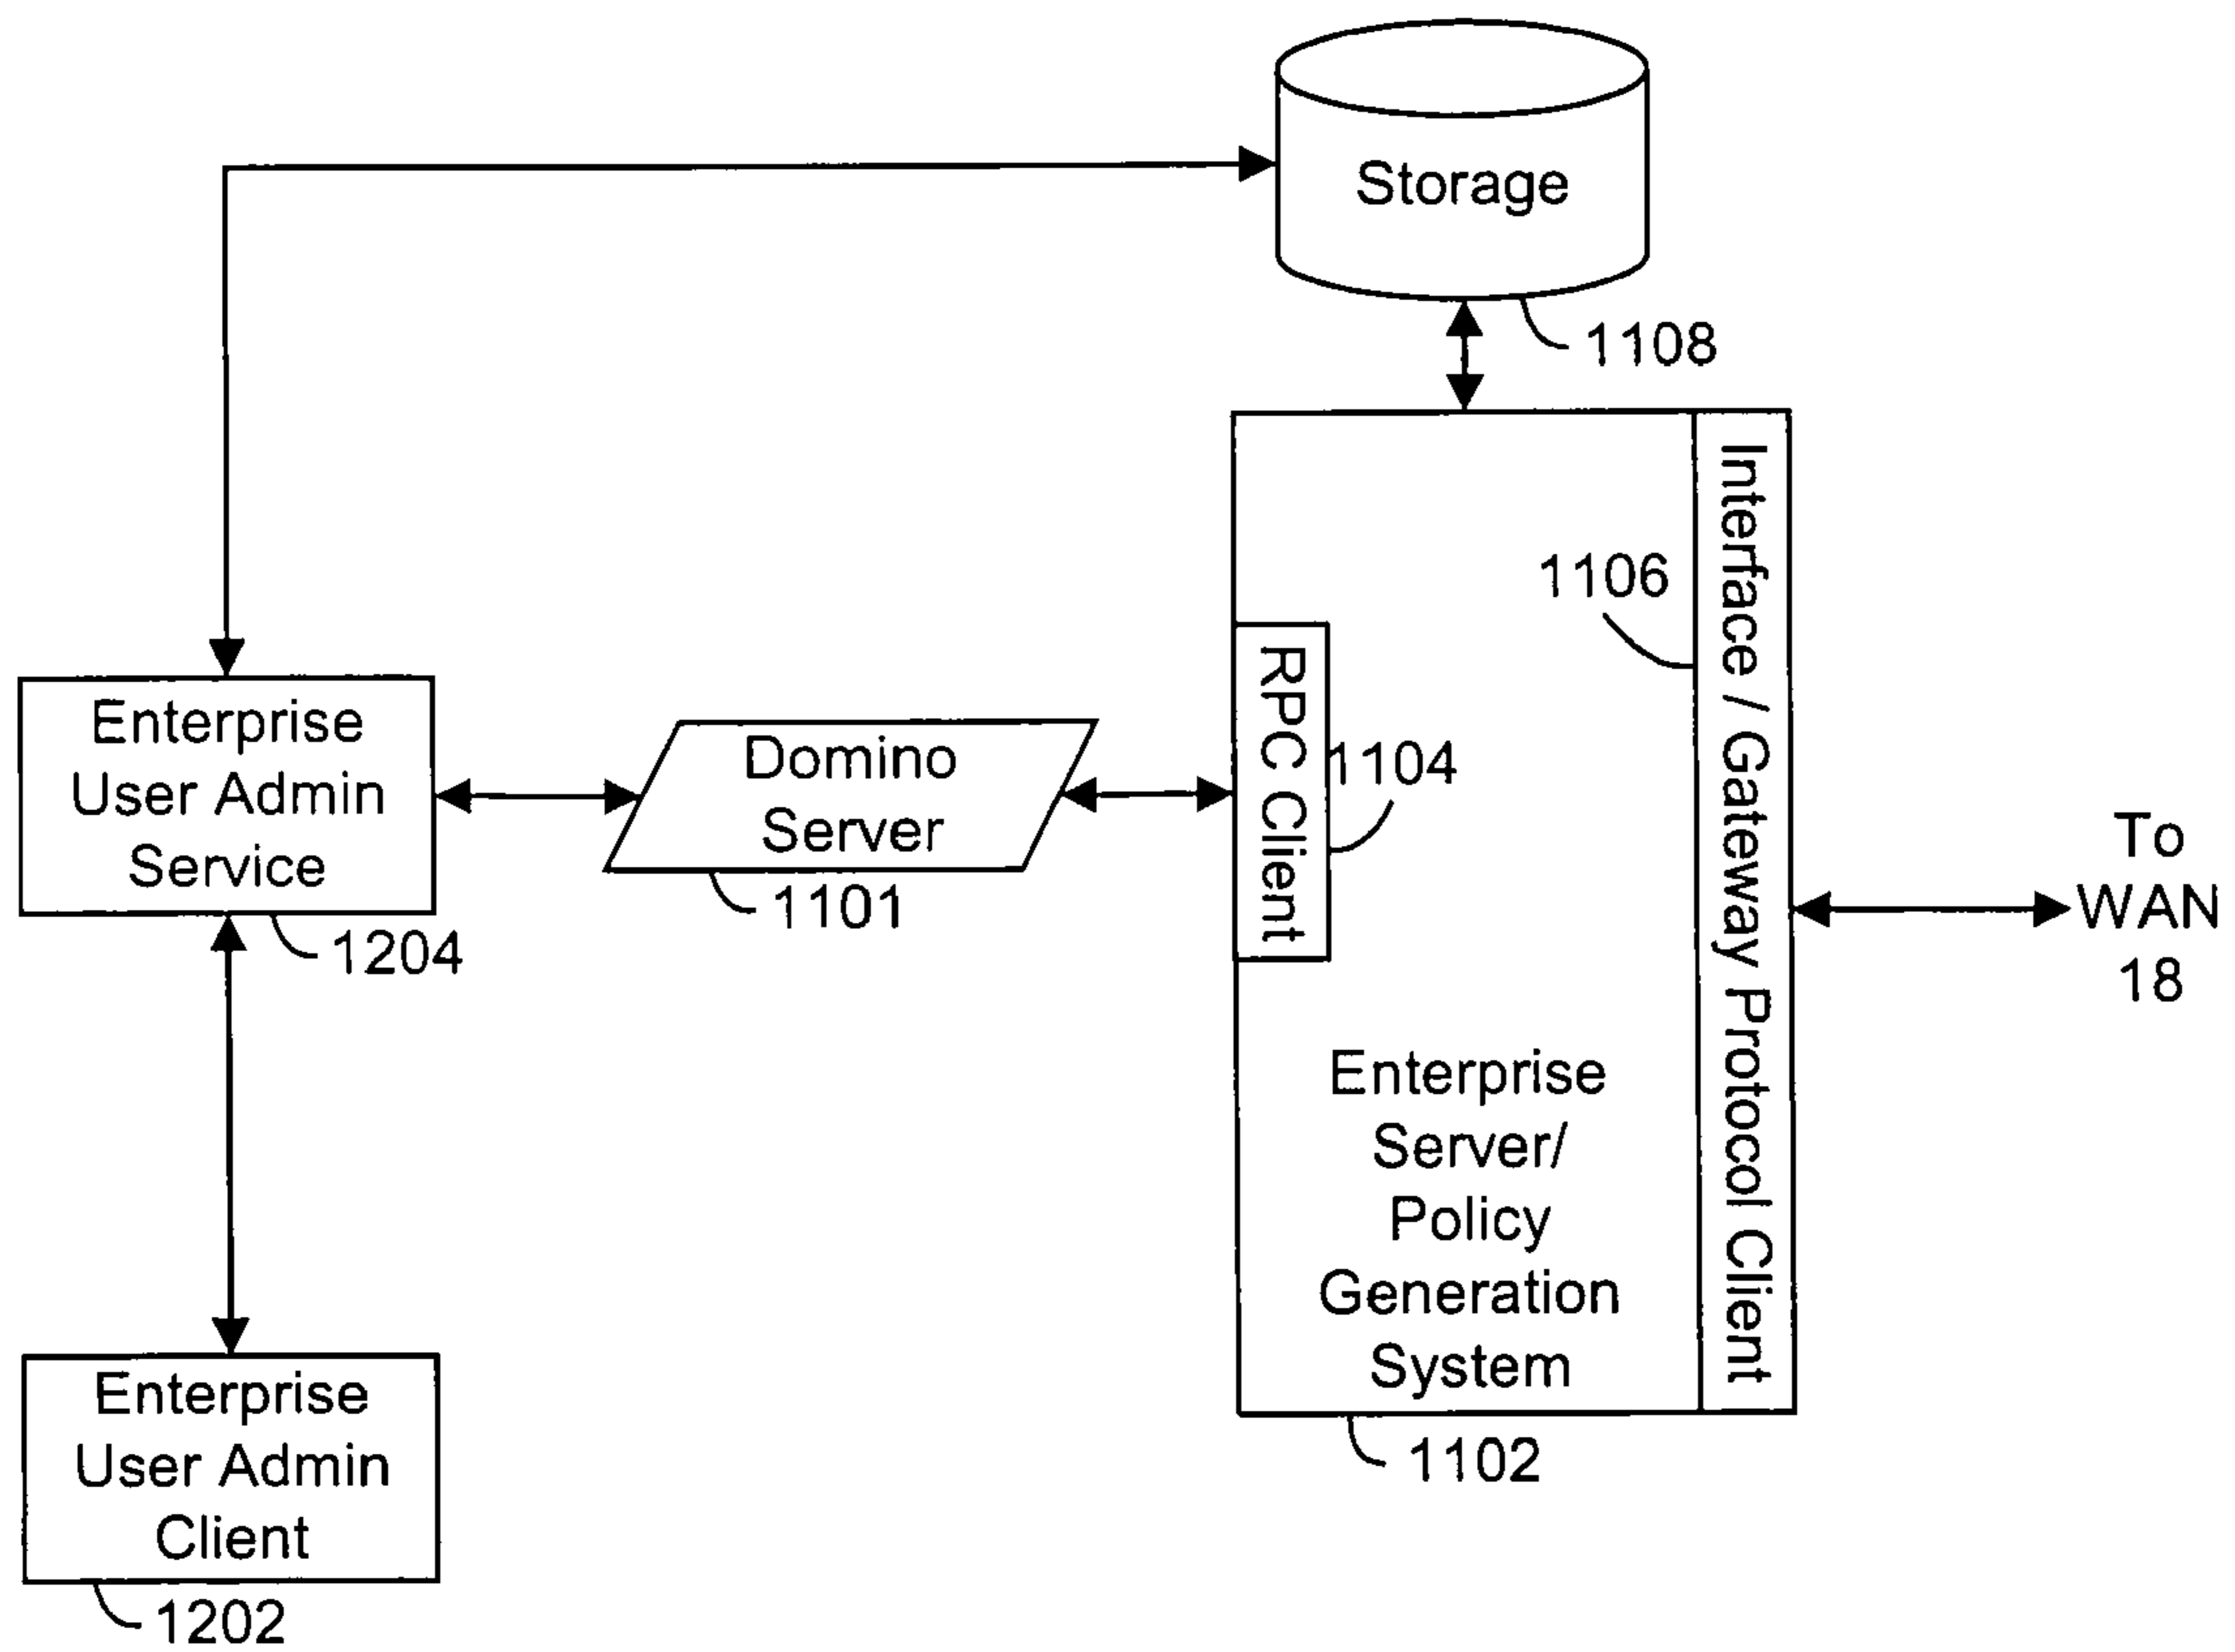 Storage
1108
Interface / Gateway Protocol Client
1106
RPC Client
1104
Enterprise
User Admin
Service
1204
Domino
Server
1101
To
WAN
18
Enterprise
Server/
Policy
Generation
System
1102
Enterprise
User Admin
Client
1202